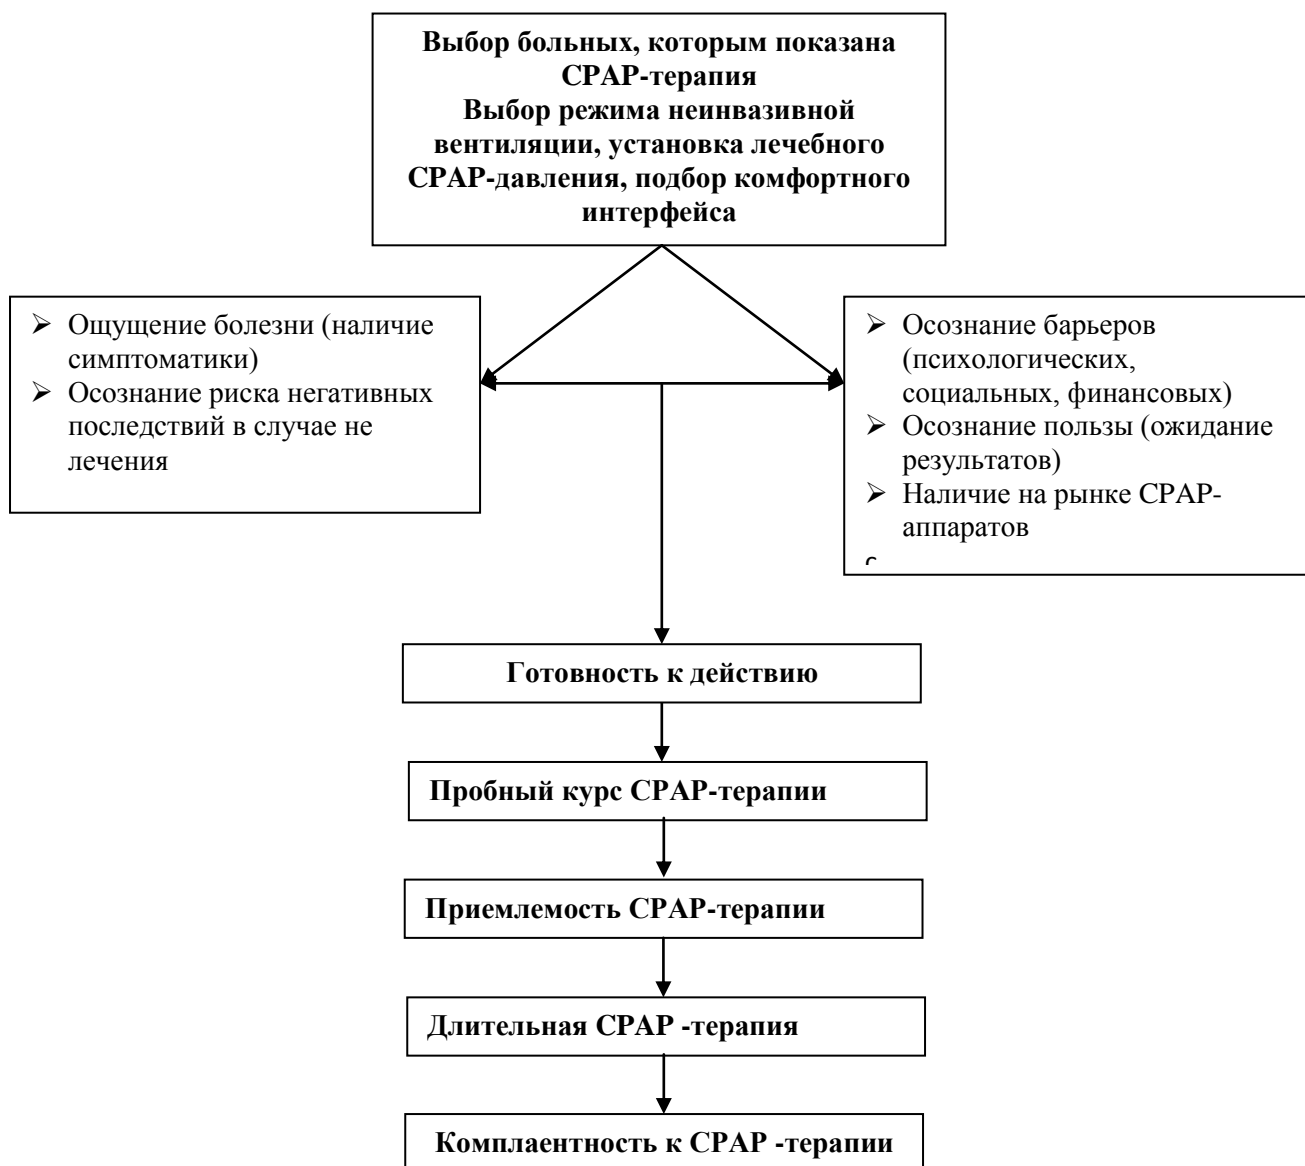 Выбор больных, которым показана
CPAP-терапия
Выбор режима неинвазивной
вентиляции, установка лечебного
CPAP-давления, подбор комфортного
интерфейса
➢ Ощущение болезни (наличие
симптоматики)
➢ Осознание риска негативных
последствий в случае не
лечения
➢ Осознание барьеров
(психологических,
социальных, финансовых)
➢ Осознание пользы (ожидание
результатов)
➢ Наличие на рынке CPAP-
аппаратов
Готовность к действию
Пробный курс CPAP-терапии
Приемлемость CPAP-терапии
Длительная CPAP -терапия
Комплаентность к CPAP -терапии